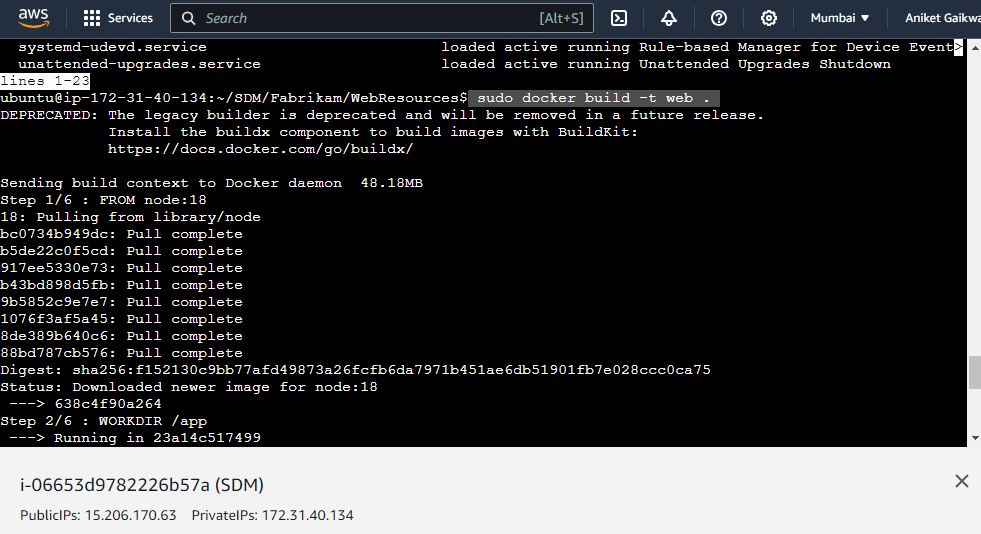 aws Services Search [Alt+S] Mumbai ▼ Aniket Gaikwa
systemd-udevd.service loaded active running Rule-based Manager for Device Event>
unattended-upgrades.service loaded active running Unattended Upgrades Shutdown
lines 1-23
ubuntu@ip-172-31-40-134:~/SDM/Fabrikam/WebResources$ sudo docker build -t web .
DEPRECATED: The legacy builder is deprecated and will be removed in a future release.
Install the buildx component to build images with BuildKit:
https://docs.docker.com/go/buildx/
Sending build context to Docker daemon 48.18MB
Step 1/6 : FROM node:18
18: Pulling from library/node
bc0734b949dc: Pull complete
b5de22c0f5cd: Pull complete
917ee5330e73: Pull complete
b43bd898d5fb: Pull complete
9b5852c9e7e7: Pull complete
1076f3af5a45: Pull complete
8de389b640c6: Pull complete
88bd787cb576: Pull complete
Digest: sha256:f152130c9bb77afd49873a26fcfb6da7971b451ae6db51901fb7e028ccc0ca75
Status: Downloaded newer image for node:18
---> 638c4f90a264
Step 2/6 : WORKDIR /app
---> Running in 23a14c517499
i-06653d9782226b57a (SDM)
PublicIPs: 15.206.170.63 PrivateIPs: 172.31.40.134